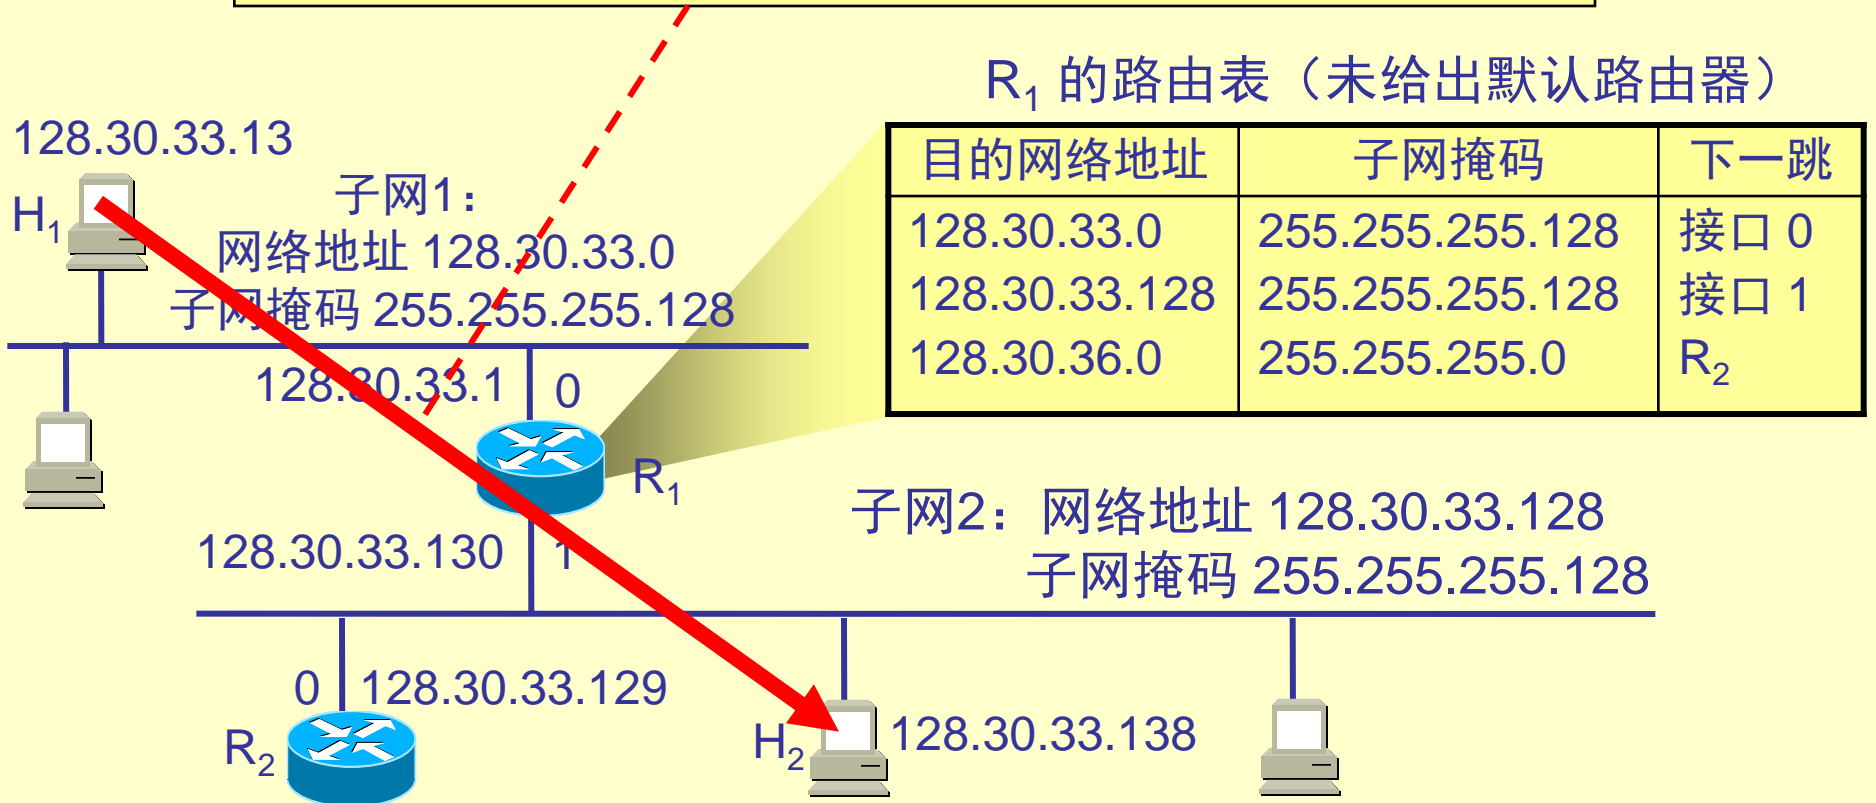 R1 的路由表（未给出默认路由器）
目的网络地址 子网掩码 下一跳
128.30.33.0 255.255.255.128 接口 0
128.30.33.128 255.255.255.128 接口 1
128.30.36.0 255.255.255.0 R2
128.30.33.13
H1
子网1：
网络地址 128.30.33.0
子网掩码 255.255.255.128
128.30.33.1 0
R1
子网2：网络地址 128.30.33.128
子网掩码 255.255.255.128
128.30.33.130 1
0 128.30.33.129
R2
H2 128.30.33.138